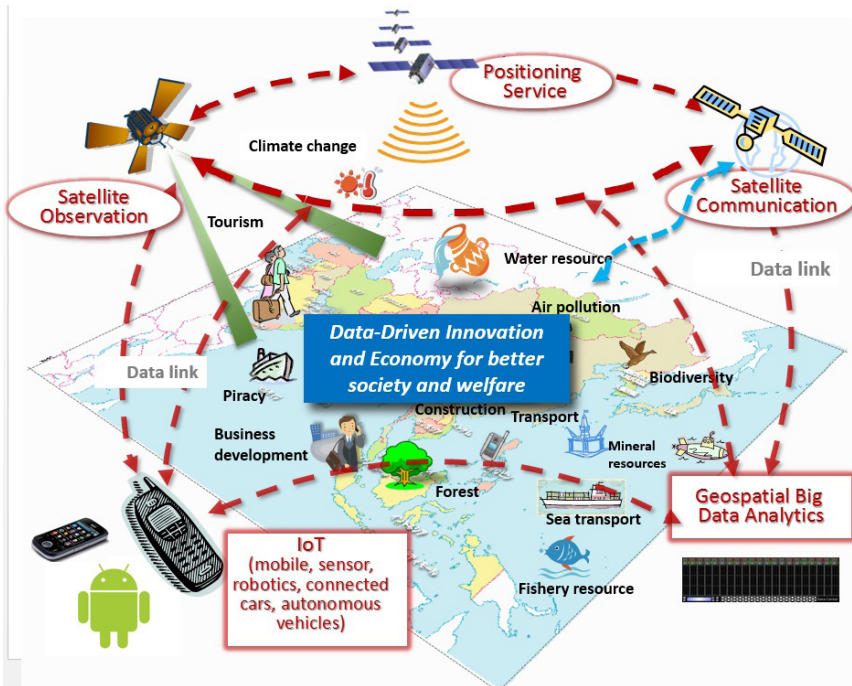 Positioning
Service
Climate change
Satellite
Observation
Satellite
Communication
Tourism
Water resource
Data link
Air pollution
Data-Driven Innovation
and Economy for better
society and welfare
Data link
Biodiversity
Piracy
Construction
Transport
Business
development
Mineral
resources
Forest
Geospatial Big
Data Analytics
Sea transport
IoT
(mobile, sensor,
robotics, connected
cars, autonomous
vehicles)
Fishery resource